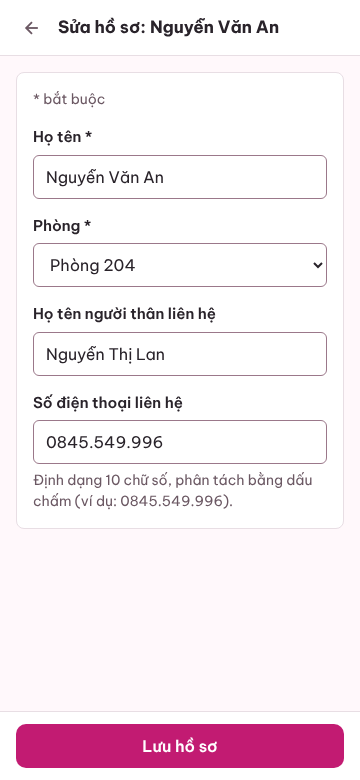 Sửa hồ sơ: Nguyễn Văn An
* bắt buộc
Họ tên *
Nguyễn Văn An
Phòng *
Phòng 204
Họ tên người thân liên hệ
Nguyễn Thị Lan
Số điện thoại liên hệ
0845.549.996
Định dạng 10 chữ số, phân tách bằng dấu
chấm (ví dụ: 0845.549.996).
Lưu hồ sơ